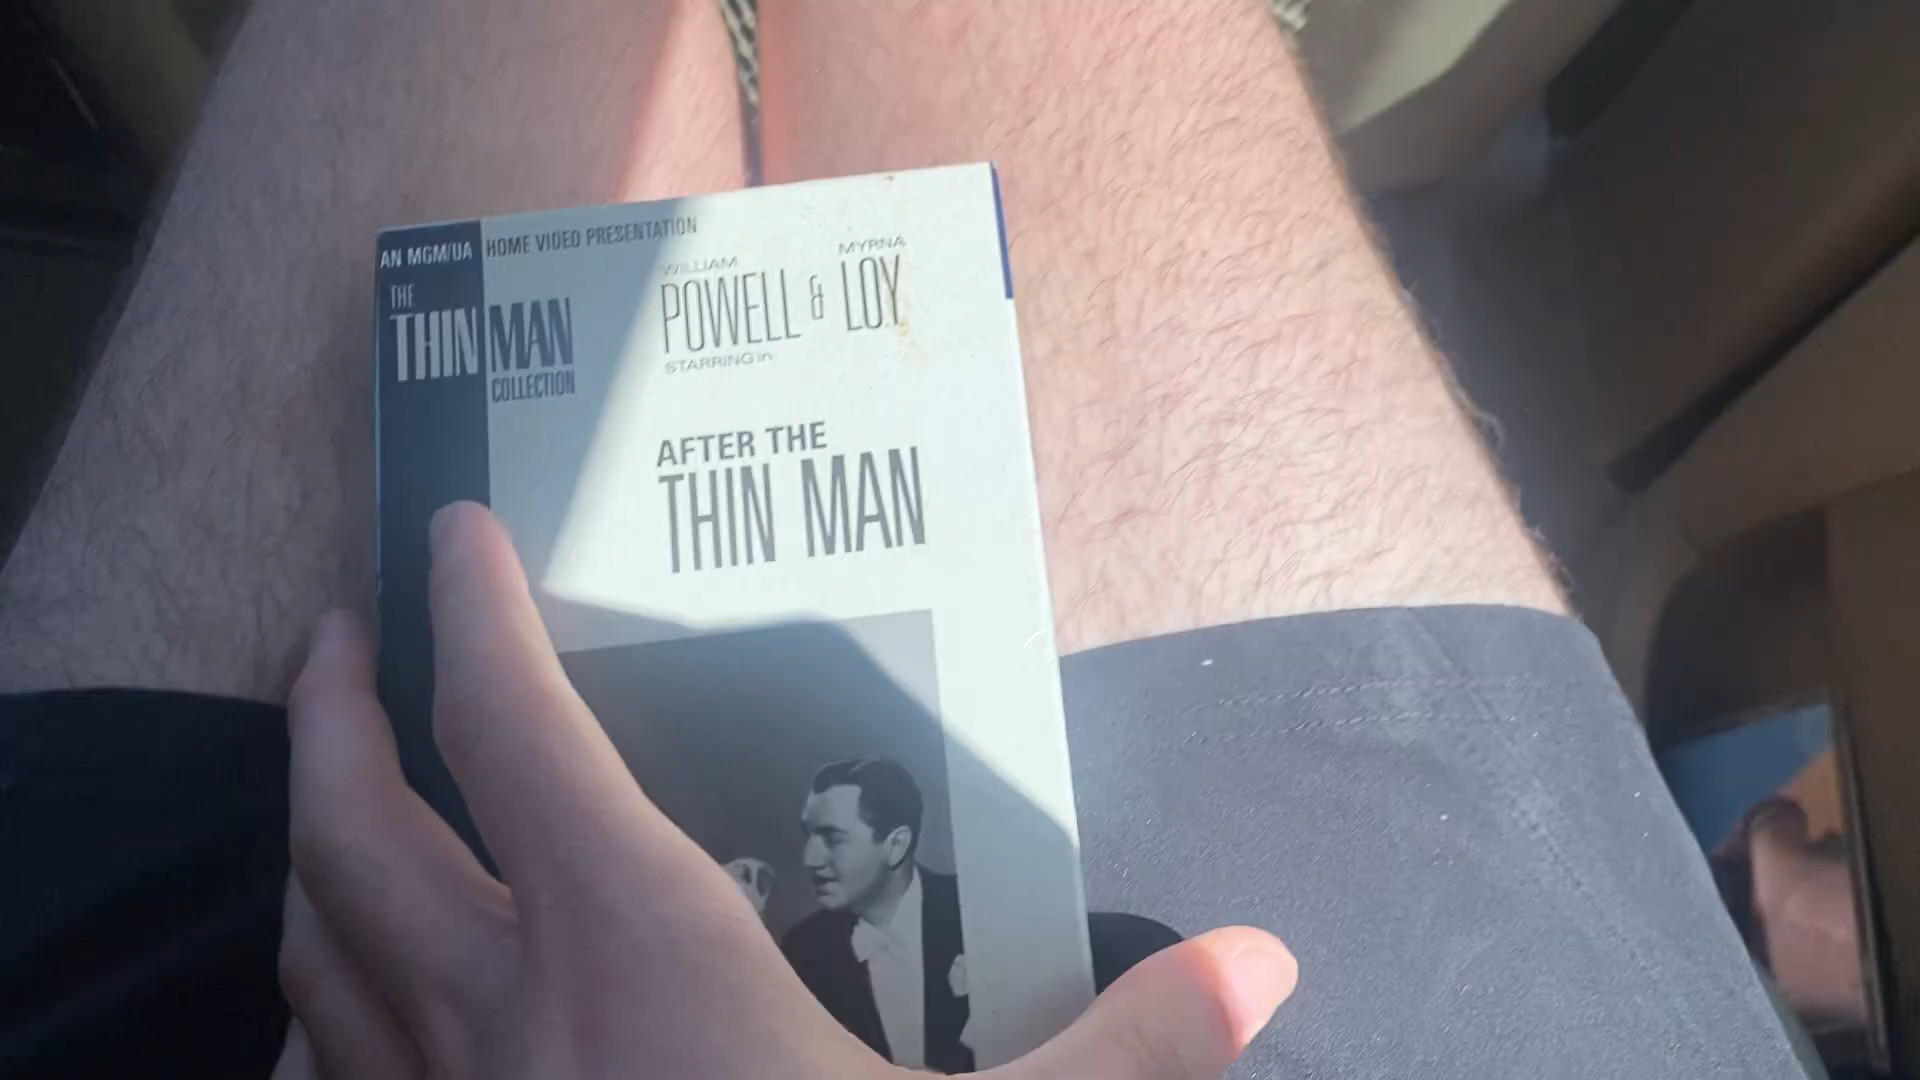 AN MGM/UA HOME VIDEO PRESENTATION
THE
THIN MAN
COLLECTION
WILLIAM
MYRNA
POWELL & LOY
STARRING in
AFTER THE
THIN MAN